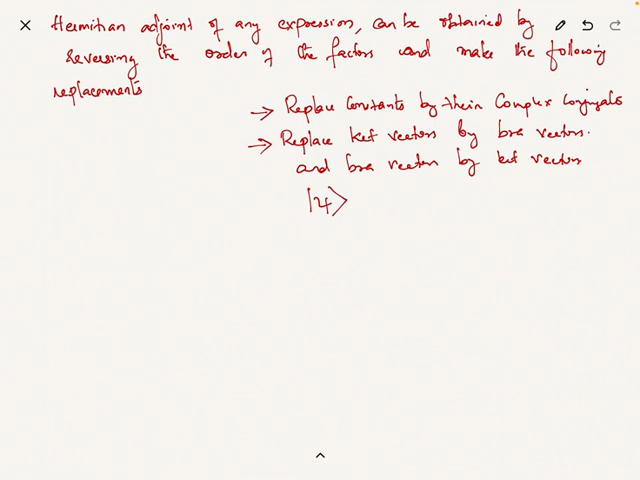 Hermitian adjoint of any expression, can be obtained by
reversing the order of the factors and make the following
replacements
→ Replace Constants by their Complex Conjugates
→ Replace ket vectors by bra vectors.
and bra vectors by ket vectors
|ψ⟩